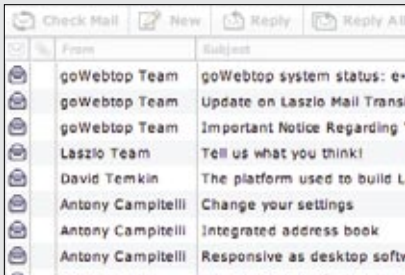 Check Mail New Reply Reply All
From Subject
goWebtop Team goWebtop system status: e-
goWebtop Team Update on Laszlo Mail Trans
goWebtop Team Important Notice Regarding
Laszlo Team Tell us what you think!
David Temkin The platform used to build L
Antony Campitelli Change your settings
Antony Campitelli Integrated address book
Antony Campitelli Responsive as desktop softw